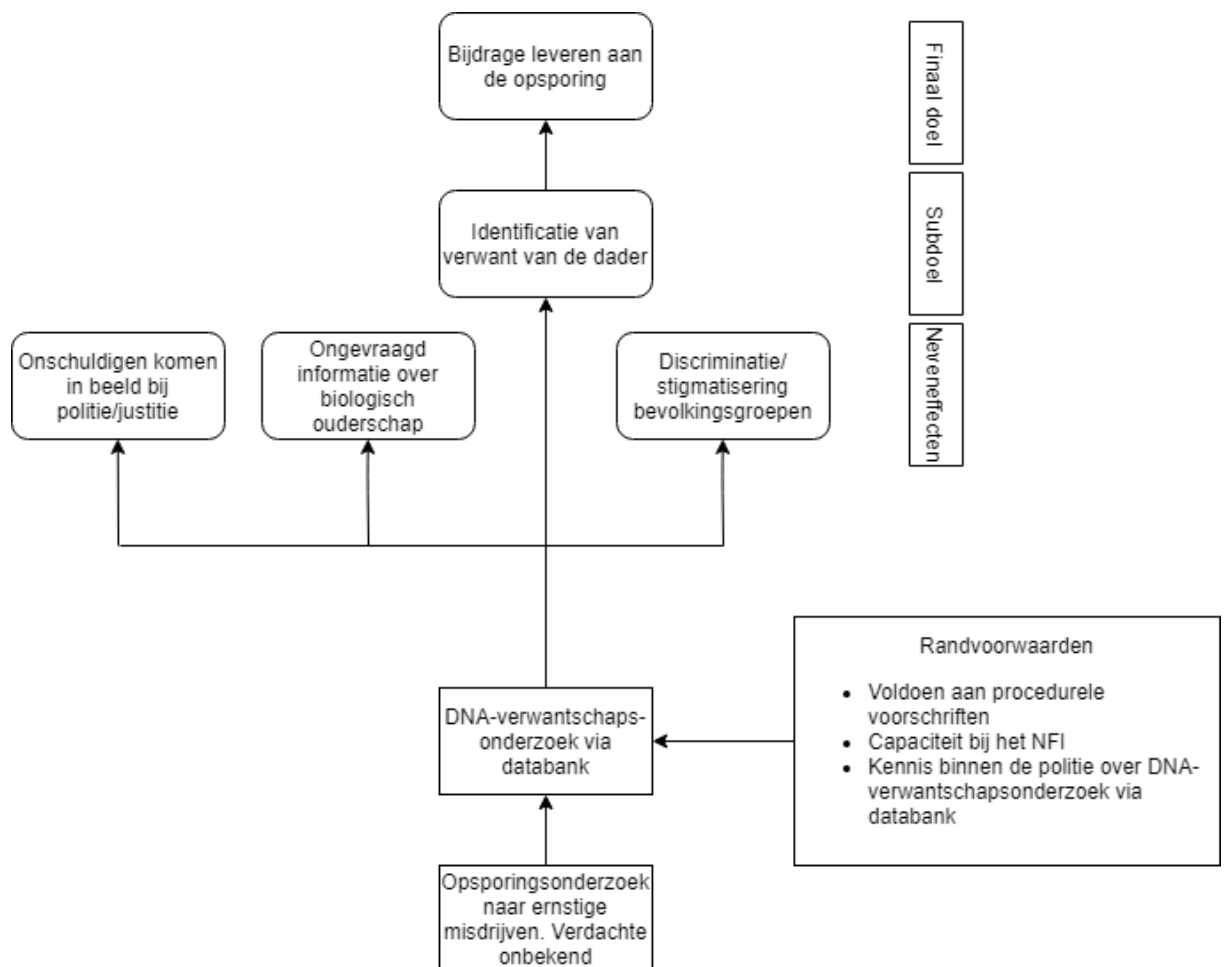 Bijdrage leveren aan
de opsporing
Finaal doel
Identificatie van
verwant van de dader
Subdoel
Onschuldigen komen
in beeld bij
politie/justitie
Ongevraagd
informatie over
biologisch
ouderschap
Discriminatie/
stigmatisering
bevolkingsgroepen
Neveneffecten
DNA-verwantschaps-
onderzoek via
databank
Randvoorwaarden
• Voldoen aan procedurele
voorschriften
• Capaciteit bij het NFI
• Kennis binnen de politie over DNA-
verwantschapsonderzoek via
databank
Opsporingsonderzoek
naar ernstige
misdrijven. Verdachte
onbekend